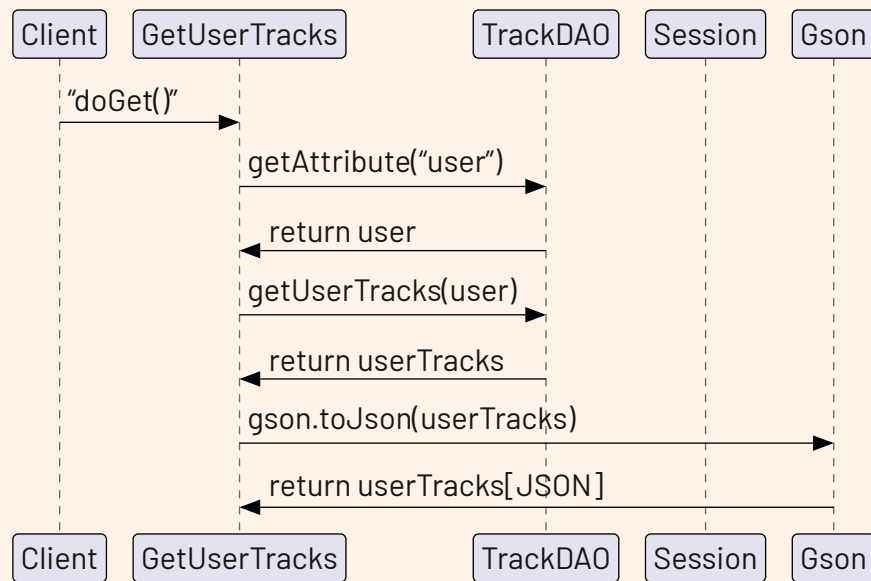 Client GetUserTracks TrackDAO Session Gson
“doGet()”
getAttribute(“user”)
return user
getUserTracks(user)
return userTracks
gson.toJson(userTracks)
return userTracks[JSON]
Client GetUserTracks TrackDAO Session Gson